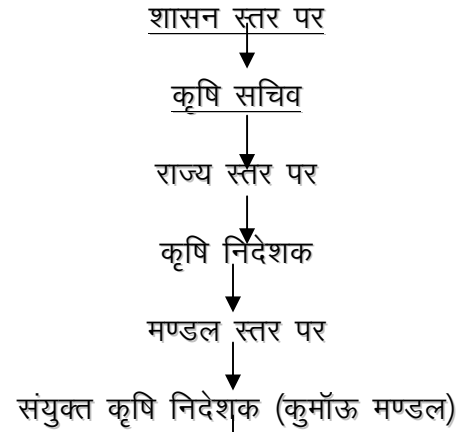 शासन स्तर पर
कृषि सचिव
राज्य स्तर पर
कृषि निदेशक
मण्डल स्तर पर
संयुक्त कृषि निदेशक (कुमॉऊ मण्डल)